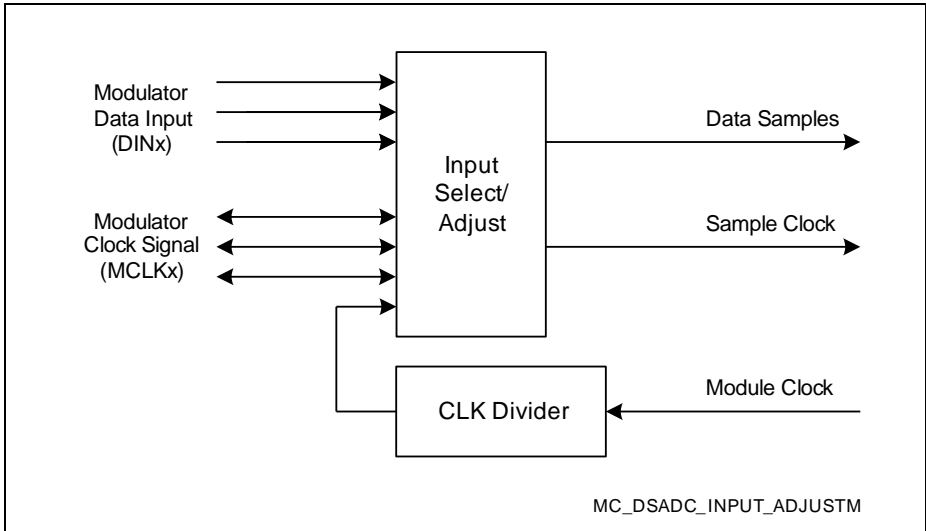 Modulator
Data Input
(DINx)
Modulator
Clock Signal
(MCLKx)
Input
Select/
Adjust
Data Samples
Sample Clock
CLK Divider
Module Clock
MC_DSADC_INPUT_ADJUSTM